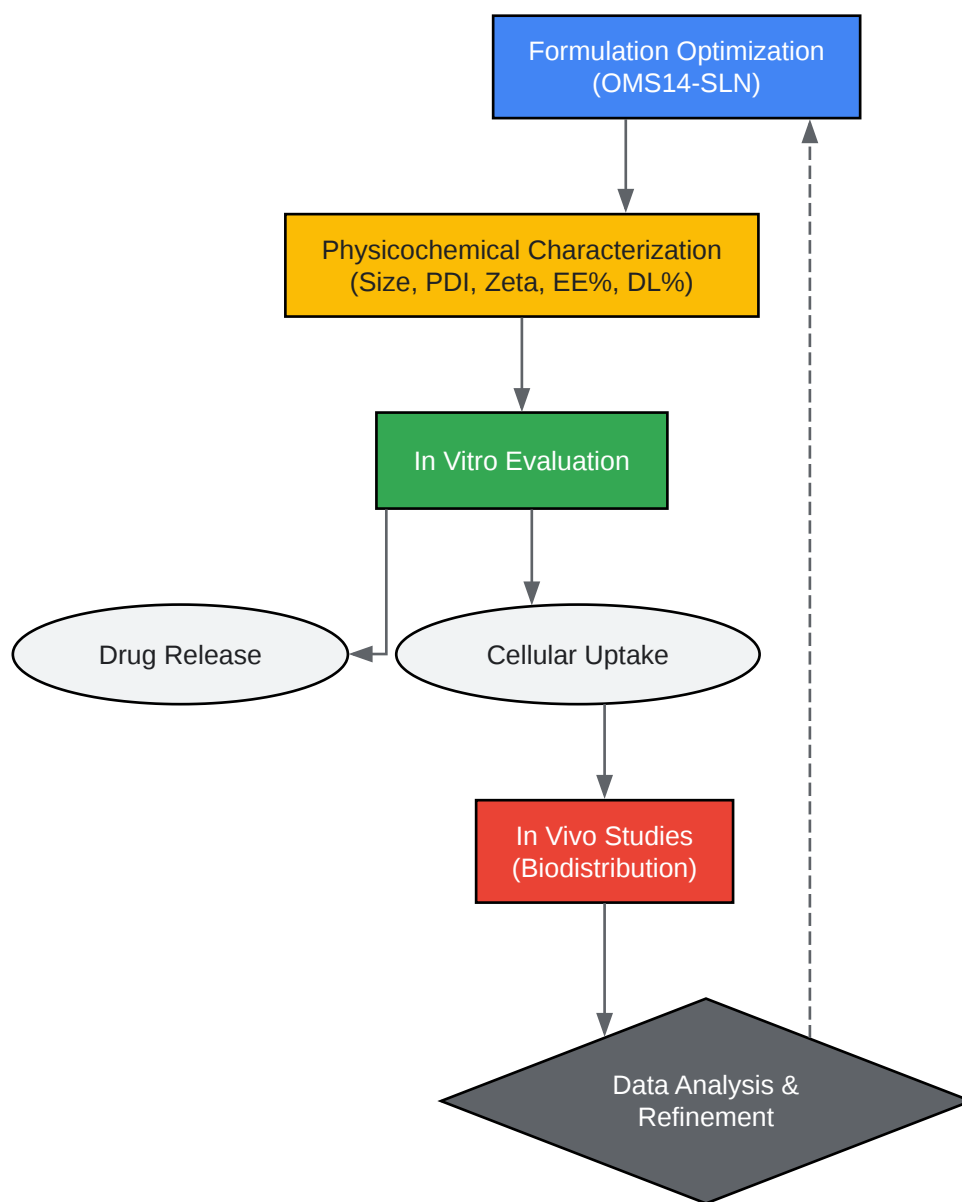 Formulation Optimization
(OMS14-SLN)
Physicochemical Characterization
(Size, PDI, Zeta, EE%, DL%)
In Vitro Evaluation
Drug Release
Cellular Uptake
In Vivo Studies
(Biodistribution)
Data Analysis &
Refinement